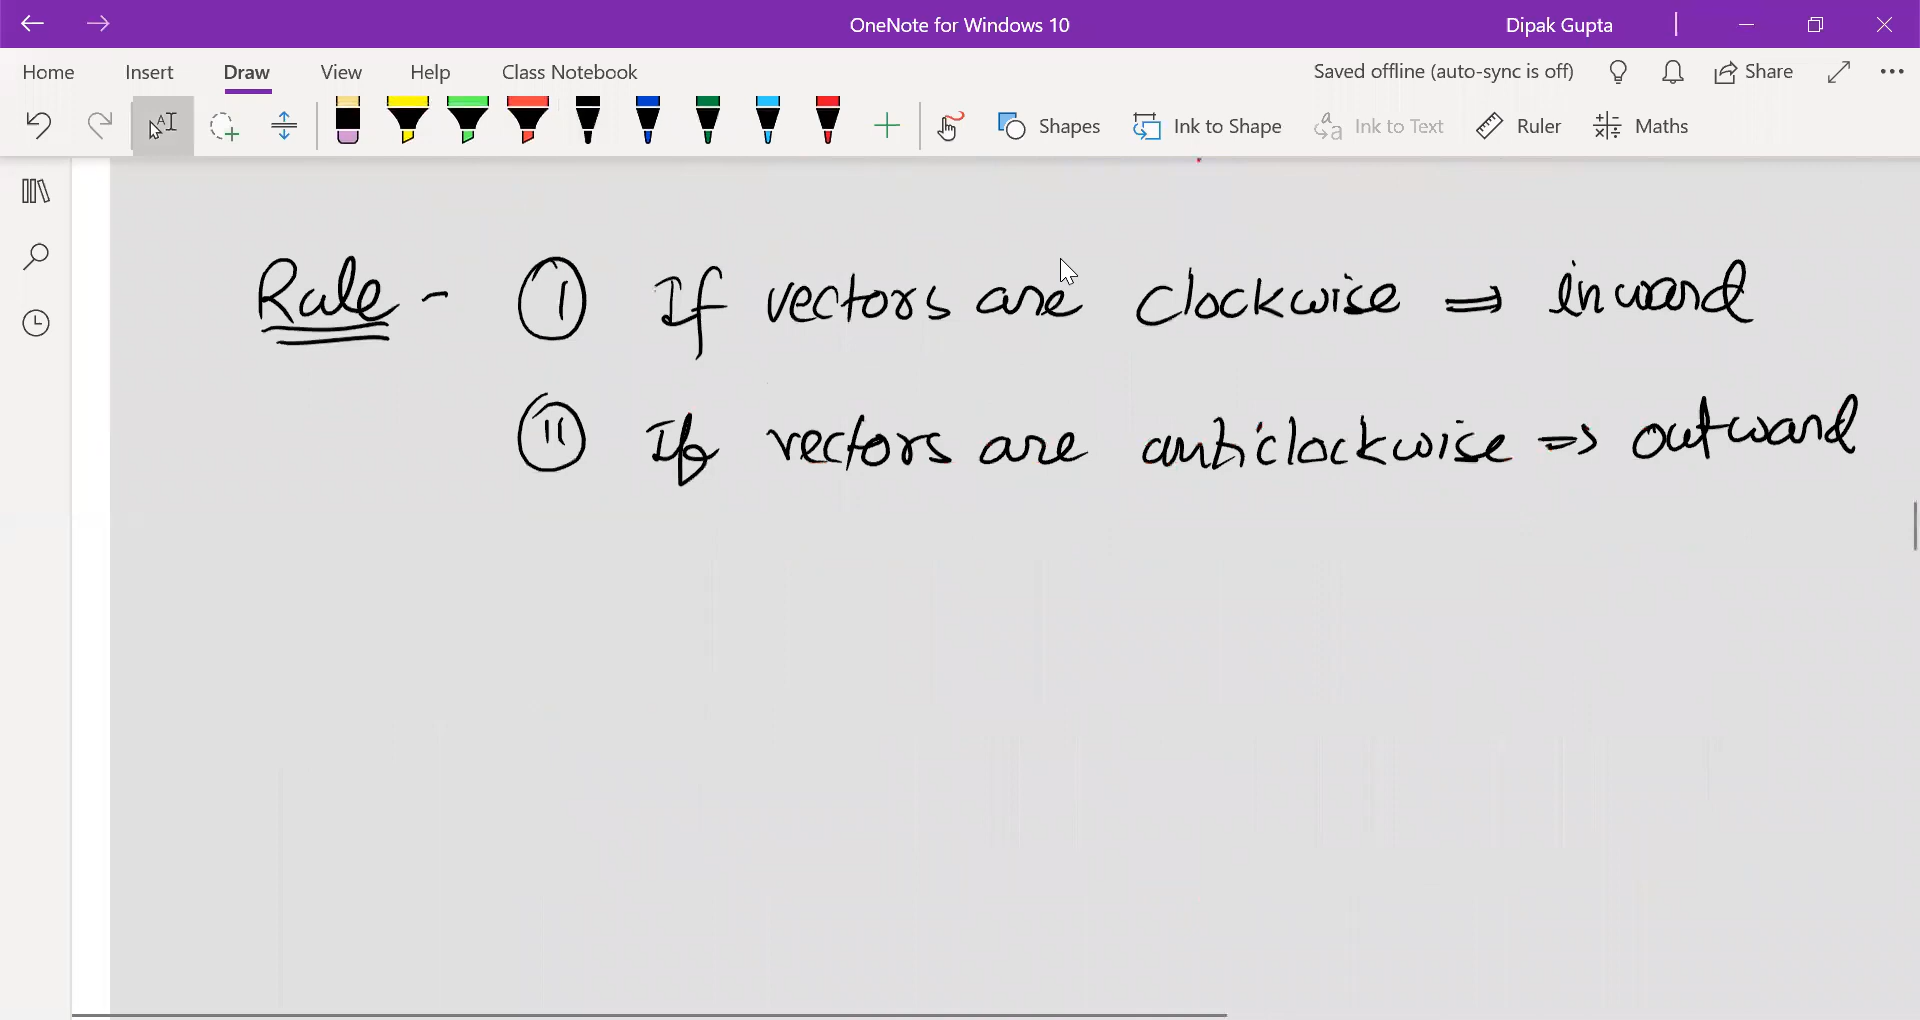 OneNote for Windows 10
Dipak Gupta
Home Insert Draw View Help Class Notebook
Saved offline (auto-sync is off) Share
Shapes Ink to Shape Ink to Text Ruler Maths
Rule - I If vectors are clockwise ⇒ inward
II If vectors are anticlockwise ⇒ outward